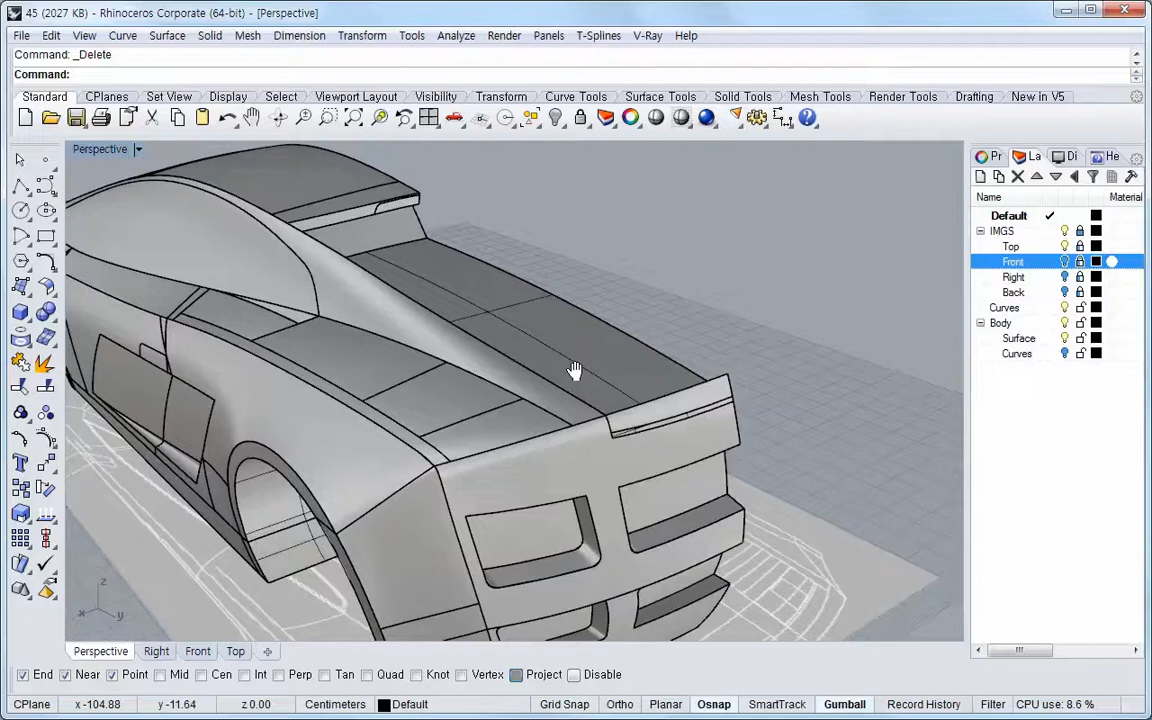 45 (2027 KB) - Rhinoceros Corporate (64-bit) - [Perspective]
File Edit View Curve Surface Solid Mesh Dimension Transform Tools Analyze Render Panels T-Splines V-Ray Help
Command: _Delete
Command:
Standard CPlanes Set View Display Select Viewport Layout Visibility Transform Curve Tools Surface Tools Solid Tools Mesh Tools Render Tools Drafting New in V5
Perspective
Pr La Di He
Name Material
Default
IMGS
Top
Front
Right
Back
Curves
Body
Surface
Curves
z
x y
Perspective Right Front Top
End Near Point Mid Cen Int Perp Tan Quad Knot Vertex Project Disable
CPlane x -104.88 y -11.64 z 0.00 Centimeters Default Grid Snap Ortho Planar Osnap SmartTrack Gumball Record History Filter CPU use: 8.6 %